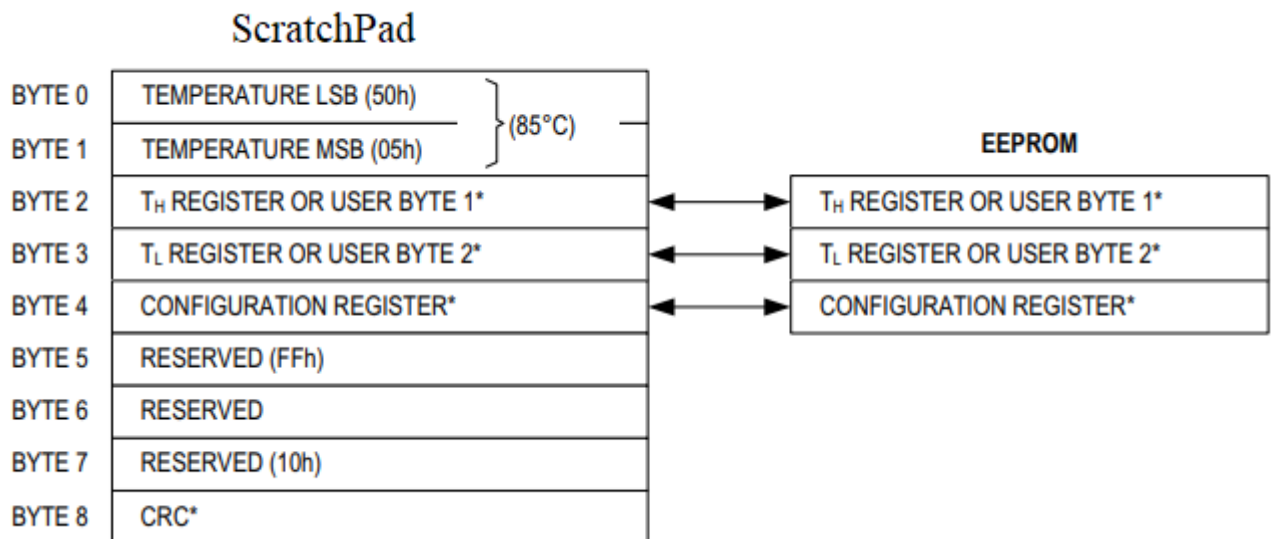 ScratchPad
BYTE 0 TEMPERATURE LSB (50h)
(85°C)
BYTE 1 TEMPERATURE MSB (05h)
EEPROM
BYTE 2 TH REGISTER OR USER BYTE 1* TH REGISTER OR USER BYTE 1*
BYTE 3 TL REGISTER OR USER BYTE 2* TL REGISTER OR USER BYTE 2*
BYTE 4 CONFIGURATION REGISTER* CONFIGURATION REGISTER*
BYTE 5 RESERVED (FFh)
BYTE 6 RESERVED
BYTE 7 RESERVED (10h)
BYTE 8 CRC*